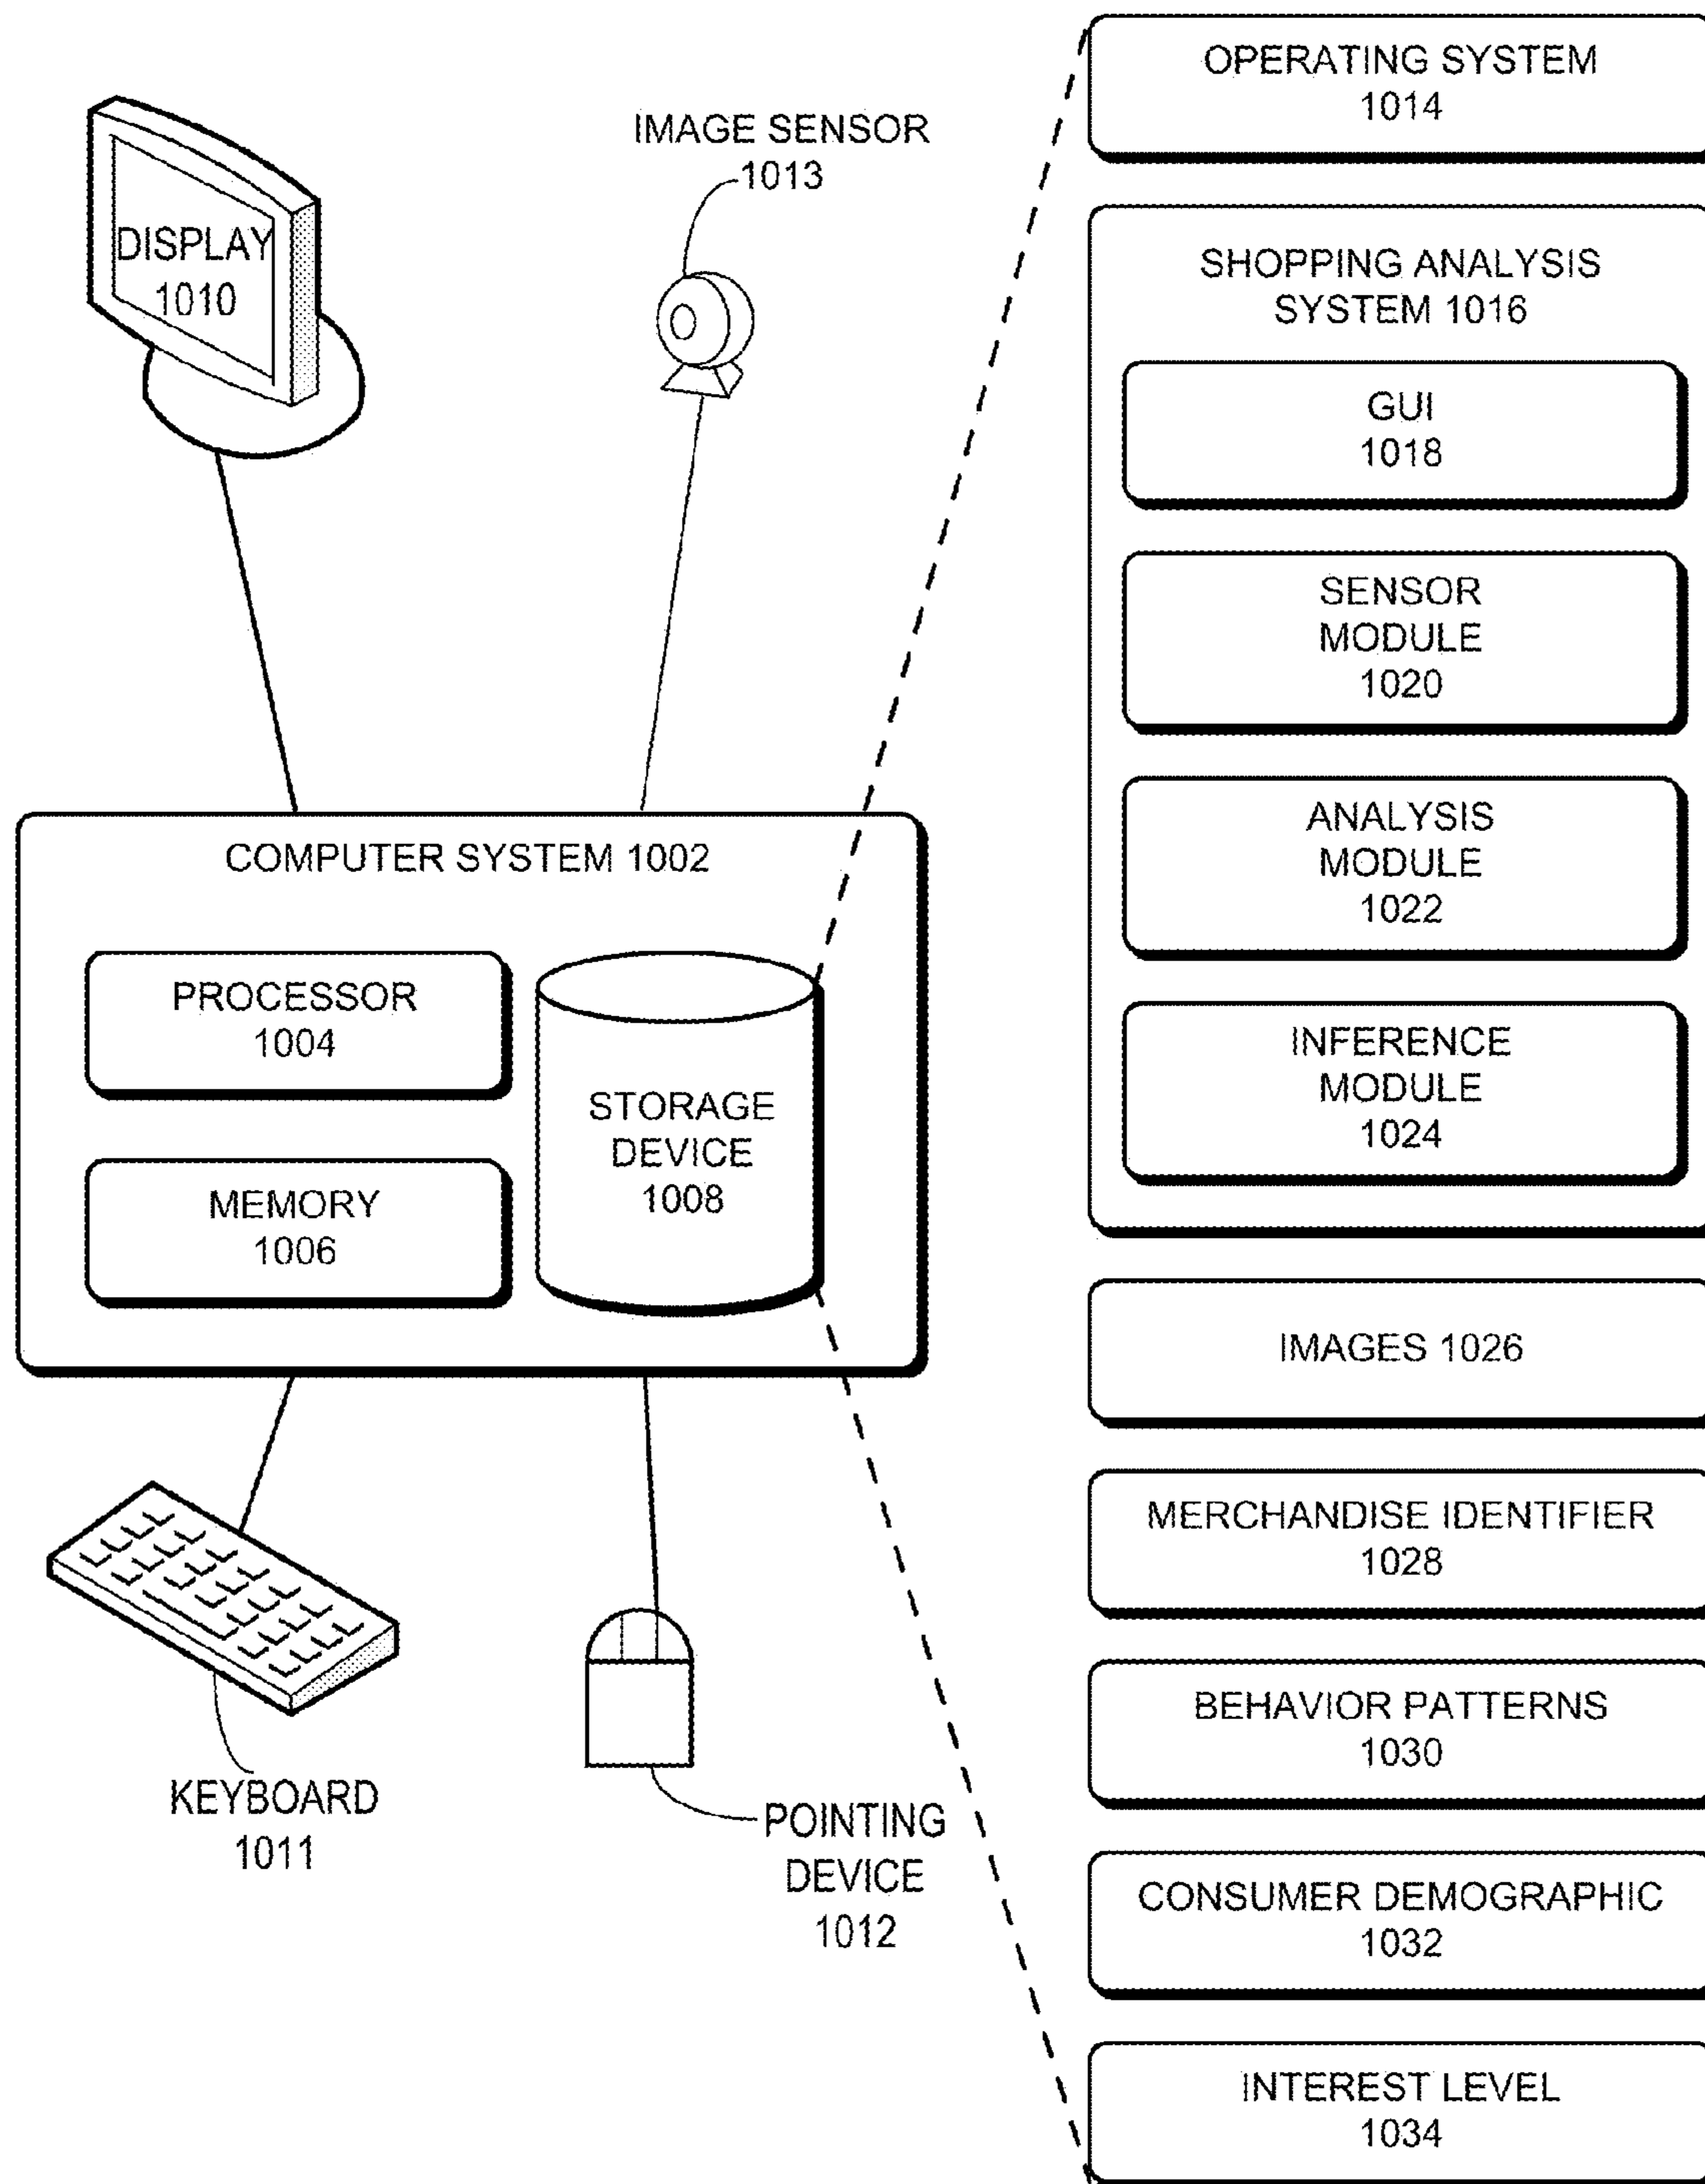 DISPLAY
1010
IMAGE SENSOR
1013
COMPUTER SYSTEM 1002
PROCESSOR
1004
MEMORY
1006
STORAGE
DEVICE
1008
KEYBOARD
1011
POINTING
DEVICE
1012
OPERATING SYSTEM
1014
SHOPPING ANALYSIS
SYSTEM 1016
GUI
1018
SENSOR
MODULE
1020
ANALYSIS
MODULE
1022
INFERENCE
MODULE
1024
IMAGES 1026
MERCHANDISE IDENTIFIER
1028
BEHAVIOR PATTERNS
1030
CONSUMER DEMOGRAPHIC
1032
INTEREST LEVEL
1034